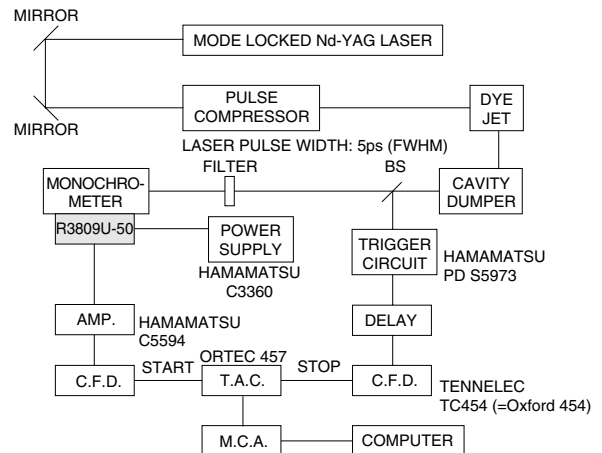 MIRROR
MODE LOCKED Nd-YAG LASER
MIRROR
PULSE
COMPRESSOR
DYE
JET
LASER PULSE WIDTH: 5ps (FWHM)
FILTER
BS
MONOCHRO-
METER
CAVITY
DUMPER
R3809U-50
POWER
SUPPLY
HAMAMATSU
C3360
TRIGGER
CIRCUIT
HAMAMATSU
PD S5973
AMP.
HAMAMATSU
C5594
DELAY
C.F.D.
START
ORTEC 457
T.A.C.
STOP
C.F.D.
TENNELEC
TC454 (=Oxford 454)
M.C.A.
COMPUTER